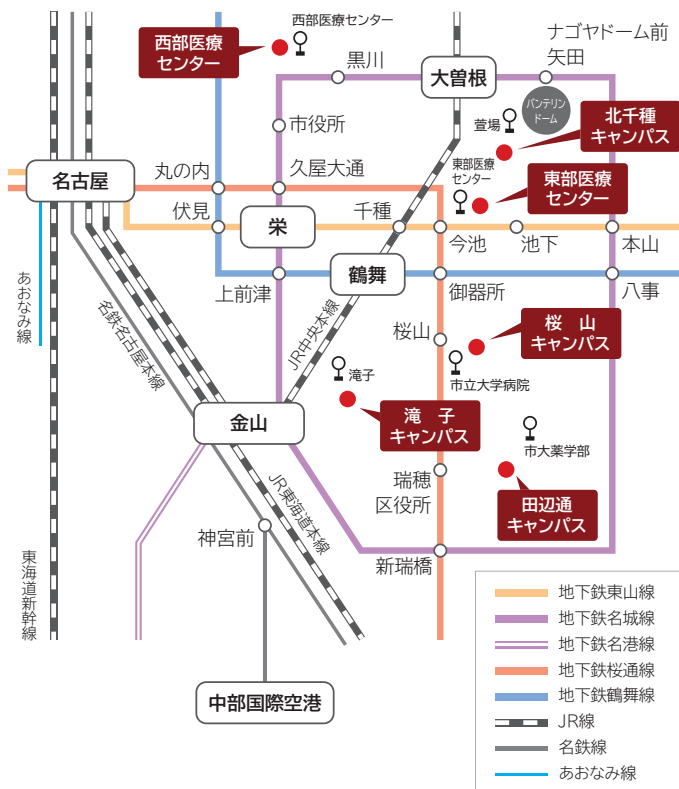 西部医療センター
西部医療
センター
ナゴヤドーム前
矢田
黒川
大曽根
バンテリン
ドーム
萱場
北千種
キャンパス
市役所
東部医療
センター
東部医療
センター
名古屋
丸の内
久屋大通
伏見
栄
千種
今池
池下
本山
あおなみ線
上前津
鶴舞
御器所
八事
名鉄名古屋本線
JR中央本線
桜山
桜 山
キャンパス
市立大学病院
滝子
金山
滝 子
キャンパス
市大薬学部
JR東海道本線
瑞穂
区役所
田辺通
キャンパス
神宮前
新瑞橋
東海道新幹線
中部国際空港
地下鉄東山線
地下鉄名城線
地下鉄名港線
地下鉄桜通線
地下鉄鶴舞線
JR線
名鉄線
あおなみ線